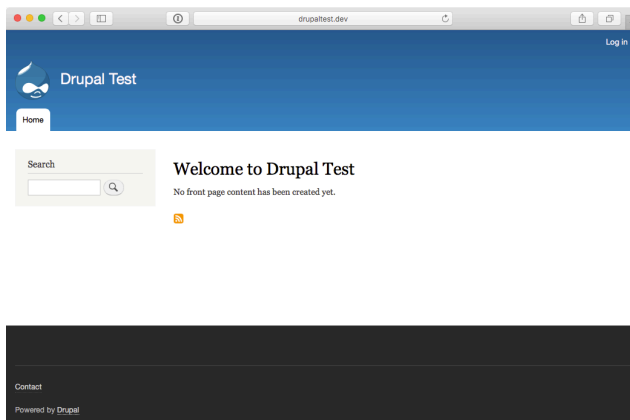 drupaltest.dev
Log in
Drupal Test
Home
Search
Welcome to Drupal Test
No front page content has been created yet.
Contact
Powered by Drupal